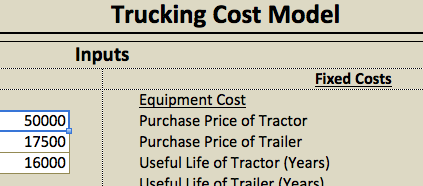 Trucking Cost Model
Inputs
Fixed Costs
Equipment Cost
50000 Purchase Price of Tractor
17500 Purchase Price of Trailer
16000 Useful Life of Tractor (Years)
Useful Life of Trailer (Years)